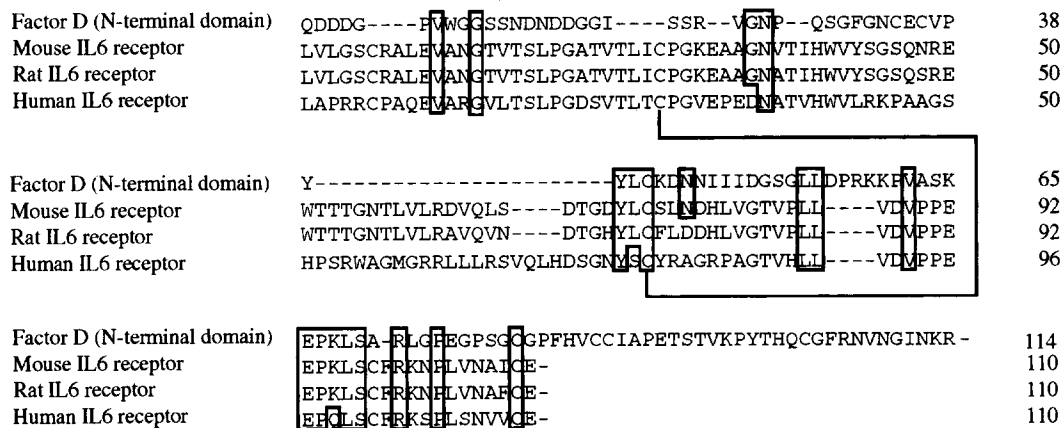 Factor D (N-terminal domain) QDDDG----PVWGGSSNDNDDGGI----SSR--VGNP--QSGFGNCECVP 38
Mouse IL6 receptor LVLGSCRALEVANGTVTSLPGATVTLICPGKEAAGNVTIHWVYSGSQNRE 50
Rat IL6 receptor LVLGSCRALEVANGTVTSLPGATVTLICPGKEAAGNATIHWVYSGSQSRE 50
Human IL6 receptor LAPRRCPAQEVARGVLTSLPGDSVTLTCPGVEPEDNATVHWVLRKPAAGS 50
Factor D (N-terminal domain) Y-----------------------YLCKDNNIIIDGSGLLDPRKKPVASK 65
Mouse IL6 receptor WTTTGNTLVLRDVQLS----DTGDYLCSLNDHLVGTVPLL----VDVPPE 92
Rat IL6 receptor WTTTGNTLVLRAVQVN----DTGHYLCFLDDHLVGTVPLL----VDVPPE 92
Human IL6 receptor HPSRWAGMGRRLLLRSVQLHDSGNYSCYRAGRPAGTVHLL----VDVPPE 96
Factor D (N-terminal domain) EPKLSA-RLGPEGPSGCGPFHVCCIAPETSTVKPYTHQCGFRNVNGINKR- 114
Mouse IL6 receptor EPKLSCFRKNPLVNAICE- 110
Rat IL6 receptor EPKLSCFRKNPLVNAFCE- 110
Human IL6 receptor EPQLSCFRKSPLSNVVCE- 110